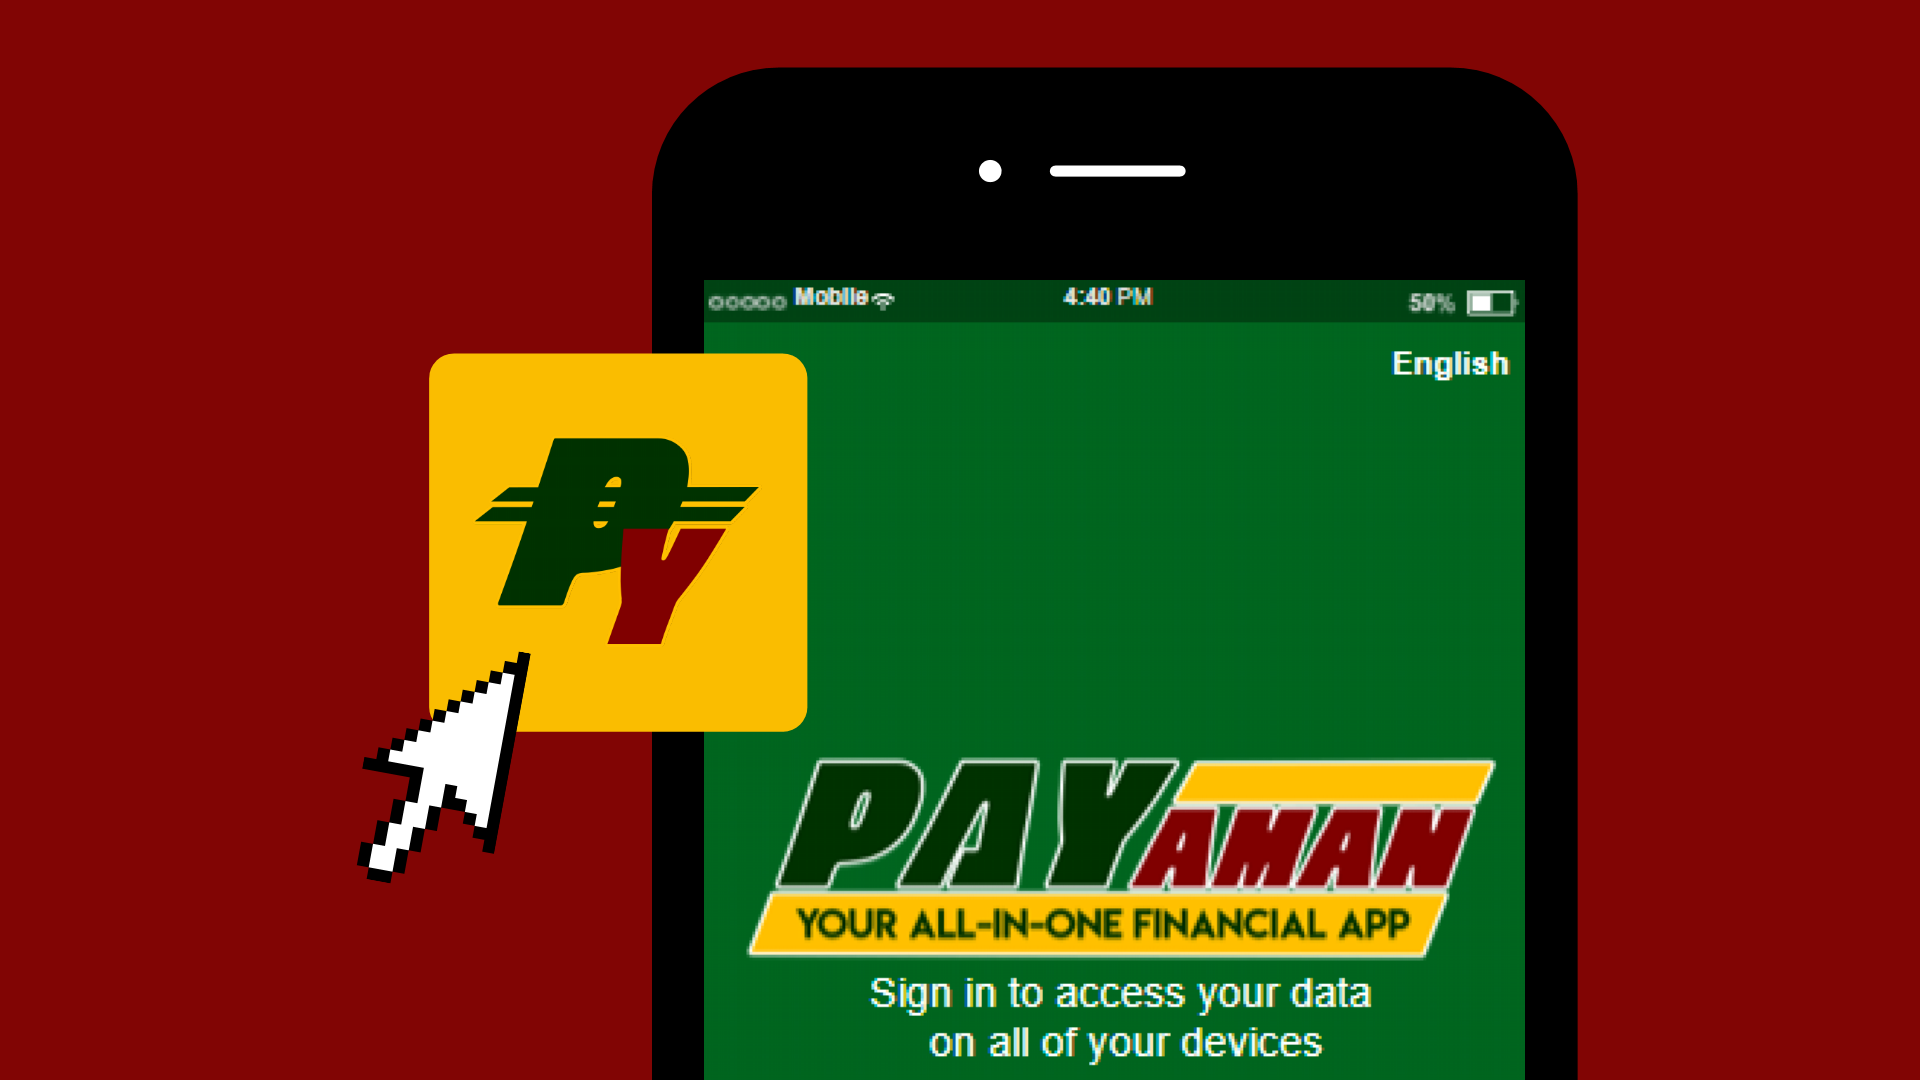 Mobile 4:40 PM 50%
English
PY
PAYAMAN
YOUR ALL-IN-ONE FINANCIAL APP
Sign in to access your data
on all of your devices